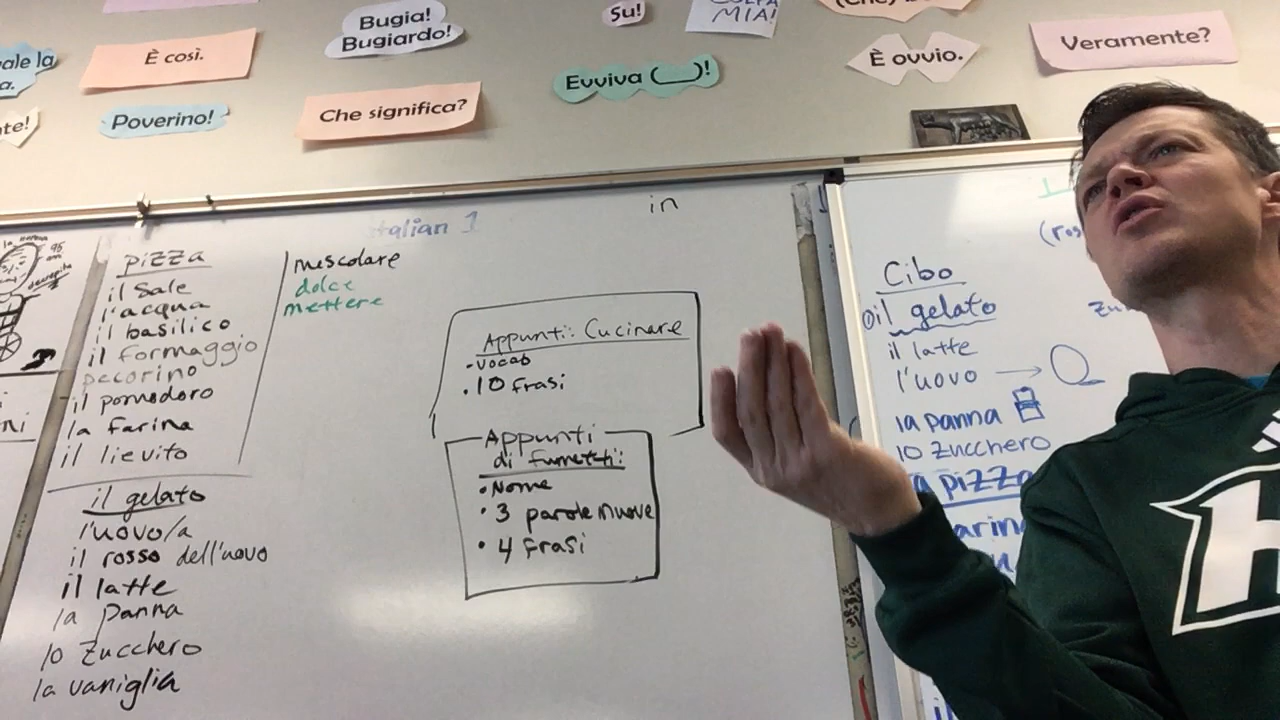 Bugia!
Bugiardo!
Su!
MIA!
È così.
È ovvio.
Veramente?
Evviva (__)!
Poverino!
Che significa?
in
Italian 1
pizza
il sale
l'acqua
il basilico
il formaggio
pecorino
il pomodoro
la farina
il lievito
il gelato
l'uovo/a
il rosso dell'uovo
il latte
la panna
lo zucchero
la vaniglia
mescolare
dolce
mettere
Appunti: Cucinare
• vocab
• 10 frasi
Appunti
di fumetti:
• Nome
• 3 parole nuove
• 4 frasi
Cibo
il gelato
il latte
l'uovo
la panna
lo zucchero
pizza
H